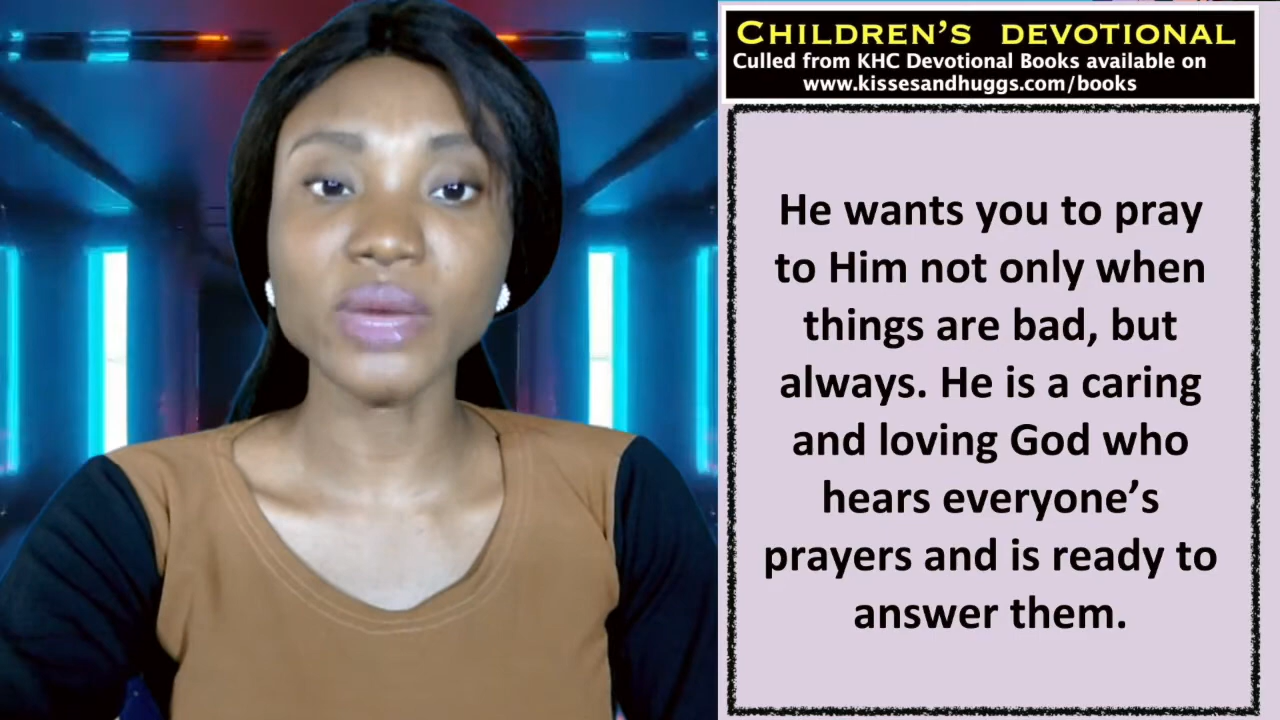 CHILDREN'S DEVOTIONAL
Culled from KHC Devotional Books available on
www.kissesandhuggs.com/books
He wants you to pray
to Him not only when
things are bad, but
always. He is a caring
and loving God who
hears everyone's
prayers and is ready to
answer them.